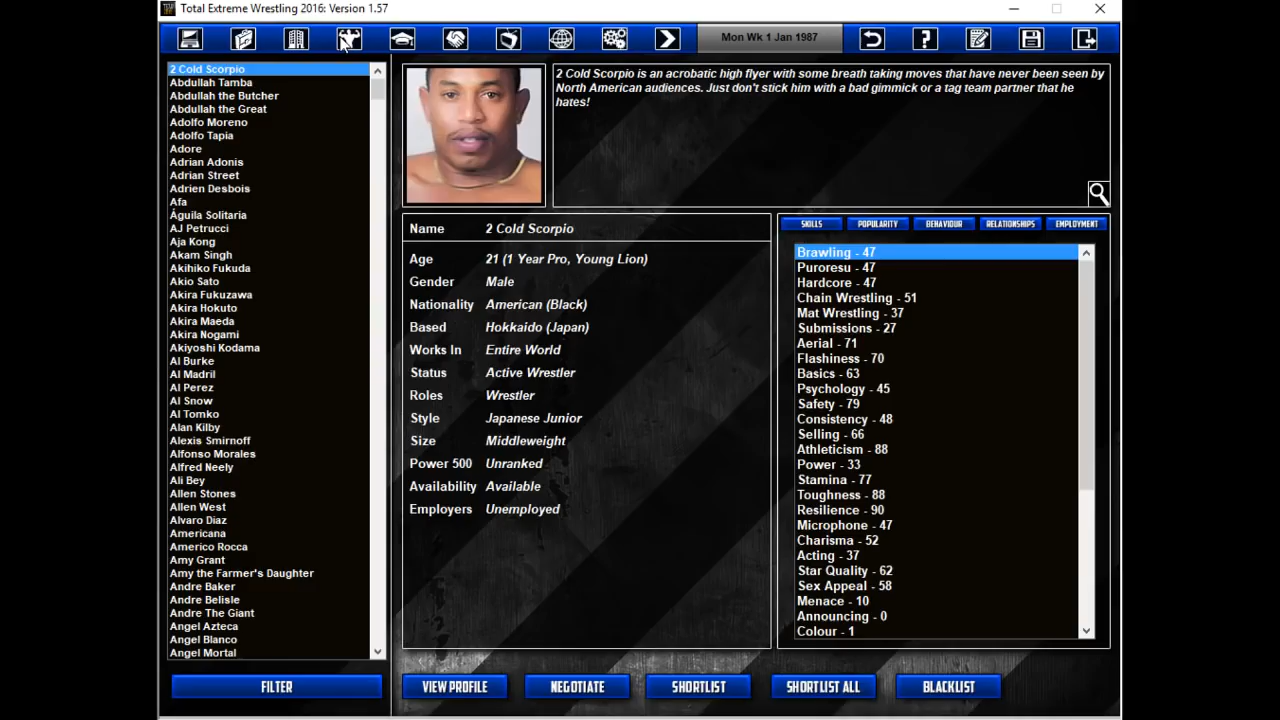 Total Extreme Wrestling 2016: Version 1.57
Mon Wk 1 Jan 1987
2 Cold Scorpio
Abdullah Tamba
Abdullah the Butcher
Abdullah the Great
Adolfo Moreno
Adolfo Tapia
Adore
Adrian Adonis
Adrian Street
Adrien Desbois
Afa
Águila Solitaria
AJ Petrucci
Aja Kong
Akam Singh
Akihiko Fukuda
Akio Sato
Akira Fukuzawa
Akira Hokuto
Akira Maeda
Akira Nogami
Akiyoshi Kodama
Al Burke
Al Madril
Al Perez
Al Snow
Al Tomko
Alan Kilby
Alexis Smirnoff
Alfonso Morales
Alfred Neely
Ali Bey
Allen Stones
Allen West
Alvaro Diaz
Americana
Americo Rocca
Amy Grant
Amy the Farmer's Daughter
Andre Baker
Andre Belisle
Andre The Giant
Angel Azteca
Angel Blanco
Angel Mortal
FILTER
2 Cold Scorpio is an acrobatic high flyer with some breath taking moves that have never been seen by
North American audiences. Just don't stick him with a bad gimmick or a tag team partner that he
hates!
Name 2 Cold Scorpio
Age 21 (1 Year Pro, Young Lion)
Gender Male
Nationality American (Black)
Based Hokkaido (Japan)
Works In Entire World
Status Active Wrestler
Roles Wrestler
Style Japanese Junior
Size Middleweight
Power 500 Unranked
Availability Available
Employers Unemployed
SKILLS POPULARITY BEHAVIOUR RELATIONSHIPS EMPLOYMENT
Brawling - 47
Puroresu - 47
Hardcore - 47
Chain Wrestling - 51
Mat Wrestling - 37
Submissions - 27
Aerial - 71
Flashiness - 70
Basics - 63
Psychology - 45
Safety - 79
Consistency - 48
Selling - 66
Athleticism - 88
Power - 33
Stamina - 77
Toughness - 88
Resilience - 90
Microphone - 47
Charisma - 52
Acting - 37
Star Quality - 62
Sex Appeal - 58
Menace - 10
Announcing - 0
Colour - 1
VIEW PROFILE NEGOTIATE SHORTLIST SHORTLIST ALL BLACKLIST